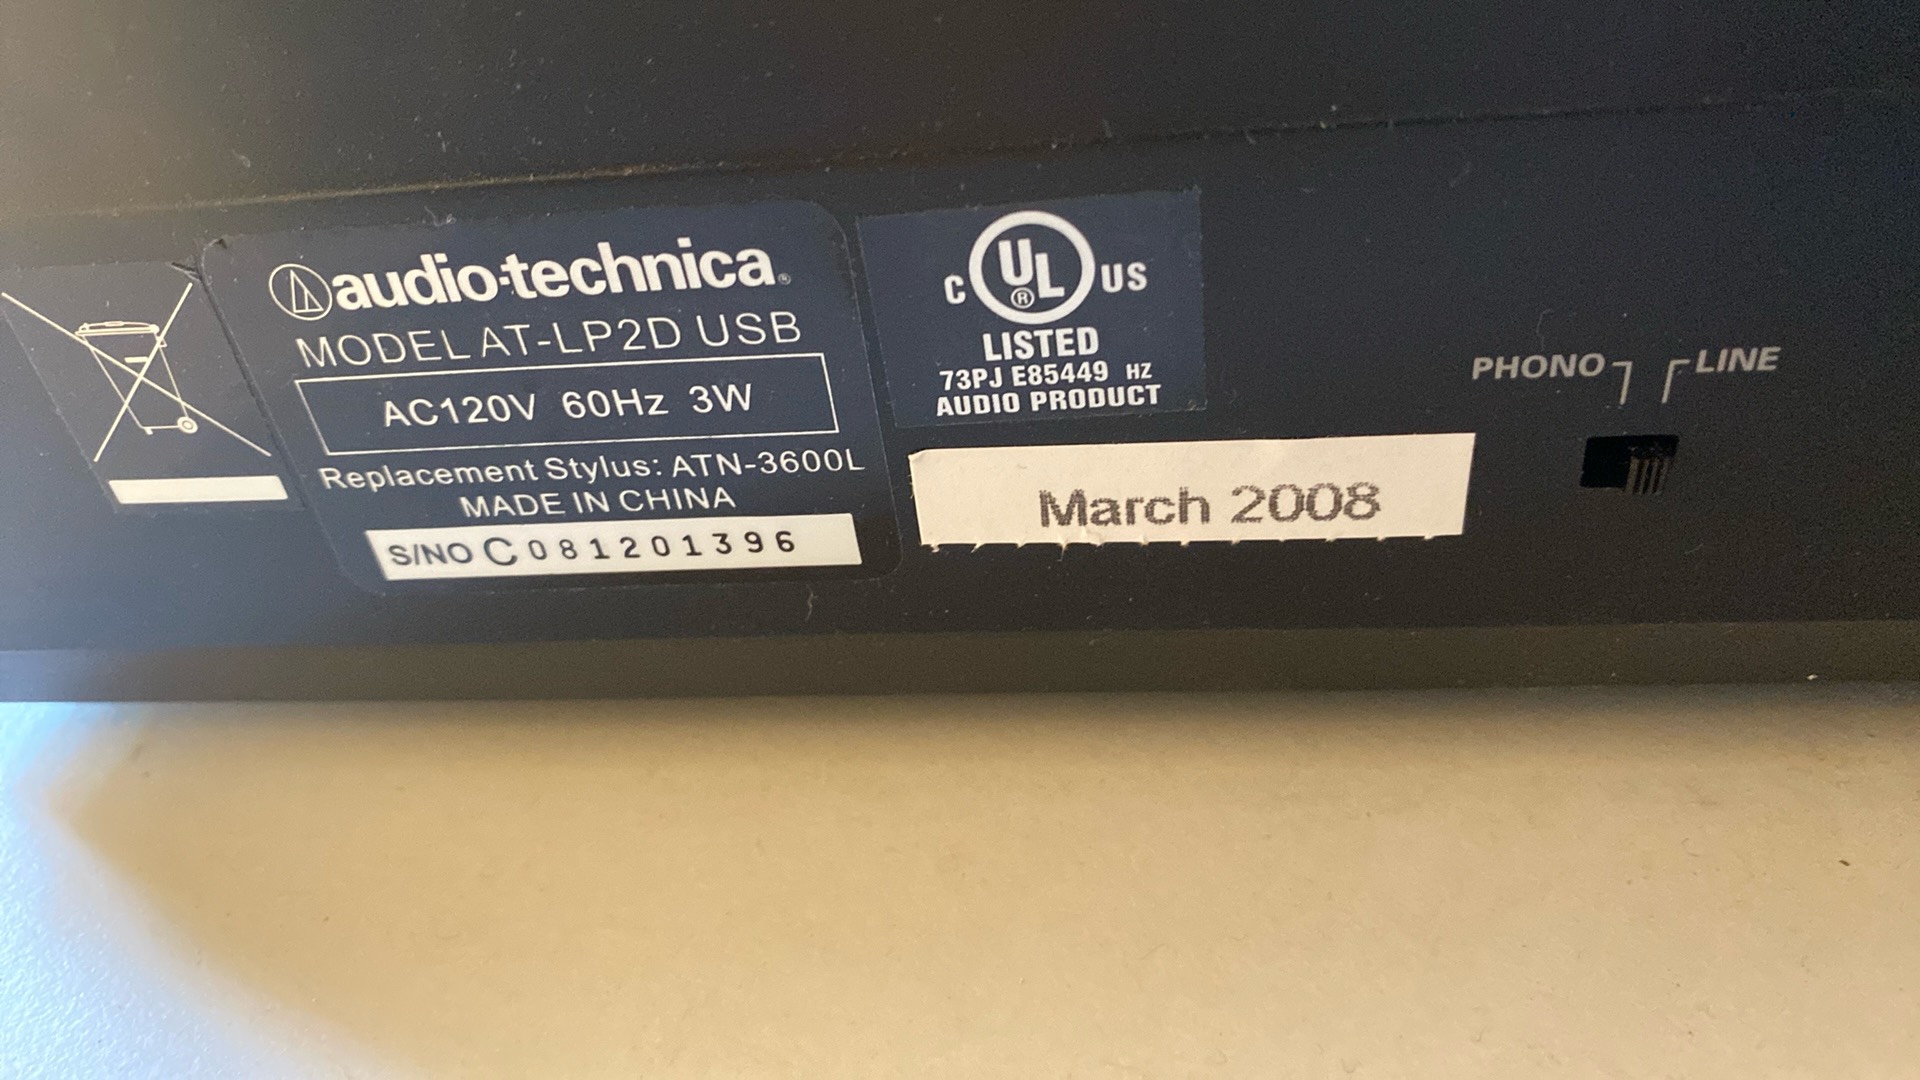 audio-technica®
MODEL AT-LP2D USB
AC120V 60Hz 3W
Replacement Stylus: ATN-3600L
MADE IN CHINA
S/NO C081201396
C UL® US
LISTED
73PJ E85449 HZ
AUDIO PRODUCT
March 2008
PHONO LINE